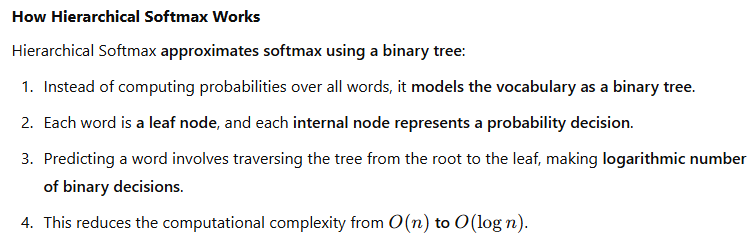 How Hierarchical Softmax Works
Hierarchical Softmax approximates softmax using a binary tree:
1. Instead of computing probabilities over all words, it models the vocabulary as a binary tree.
2. Each word is a leaf node, and each internal node represents a probability decision.
3. Predicting a word involves traversing the tree from the root to the leaf, making logarithmic number
of binary decisions.
4. This reduces the computational complexity from O(n) to O(log n).